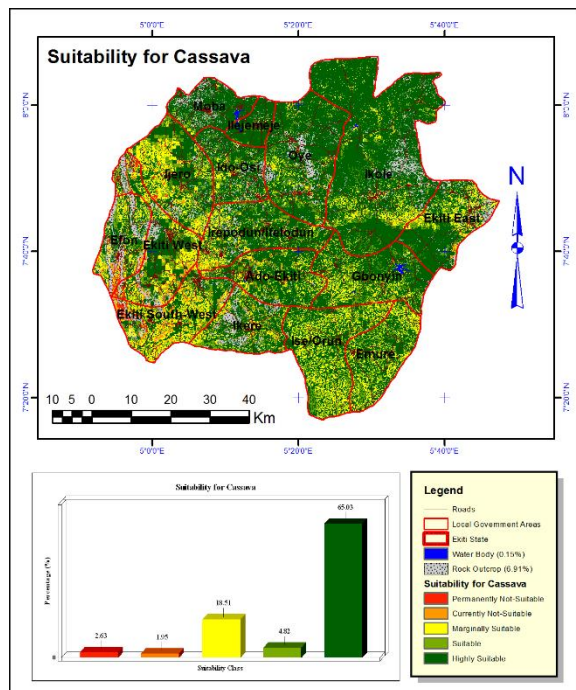 5°0'0"E
5°20'0"E
5°40'0"E
Suitability for Cassava
8°0'0"N
8°0'0"N
Moba
Ilejemeje
Oye
Ido-Osi
Ijero
Ikole
Ekiti East
Irepodun/Ifelodun
Efon
Ekiti West
7°40'0"N
7°40'0"N
Ado-Ekiti
Gbonyin
Ekiti South-West
Ikere
Ise/Orun
Emure
7°20'0"N
7°20'0"N
N
10 5 0 10 20 30 40
Km
5°0'0"E
5°20'0"E
5°40'0"E
Suitability for Cassava
Percentage (%)
65.03
18.51
2.63
1.95
4.82
0
Suitability Class
Legend
Roads
Local Government Areas
Ekiti State
Water Body (0.15%)
Rock Outcrop (6.91%)
Suitability for Cassava
Permanently Not-Suitable
Currently Not-Suitable
Marginally Suitable
Suitable
Highly Suitable